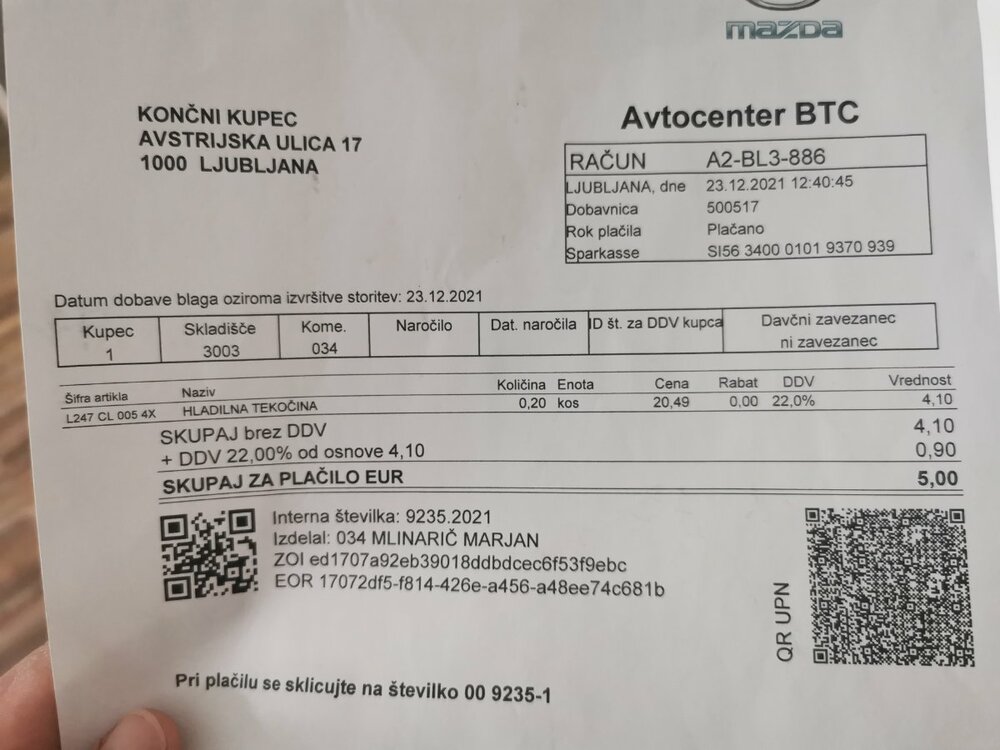 mazda
KONČNI KUPEC
AVSTRIJSKA ULICA 17
1000 LJUBLJANA
Avtocenter BTC
RAČUN A2-BL3-886
LJUBLJANA, dne 23.12.2021 12:40:45
Dobavnica 500517
Rok plačila Plačano
Sparkasse SI56 3400 0101 9370 939
Datum dobave blaga oziroma izvršitve storitev: 23.12.2021
Kupec Skladišče Kome. Naročilo Dat. naročila ID št. za DDV kupca Davčni zavezanec
1 3003 034 ni zavezanec
Šifra artikla Naziv Količina Enota Cena Rabat DDV Vrednost
L247 CL 005 4X HLADILNA TEKOČINA 0,20 kos 20,49 0,00 22,0% 4,10
SKUPAJ brez DDV 4,10
+ DDV 22,00% od osnove 4,10 0,90
SKUPAJ ZA PLAČILO EUR 5,00
Interna številka: 9235.2021
Izdelal: 034 MLINARIČ MARJAN
ZOI ed1707a92eb39018ddbdcec6f53f9ebc
EOR 17072df5-f814-426e-a456-a48ee74c681b
QR UPN
Pri plačilu se sklicujte na številko 00 9235-1